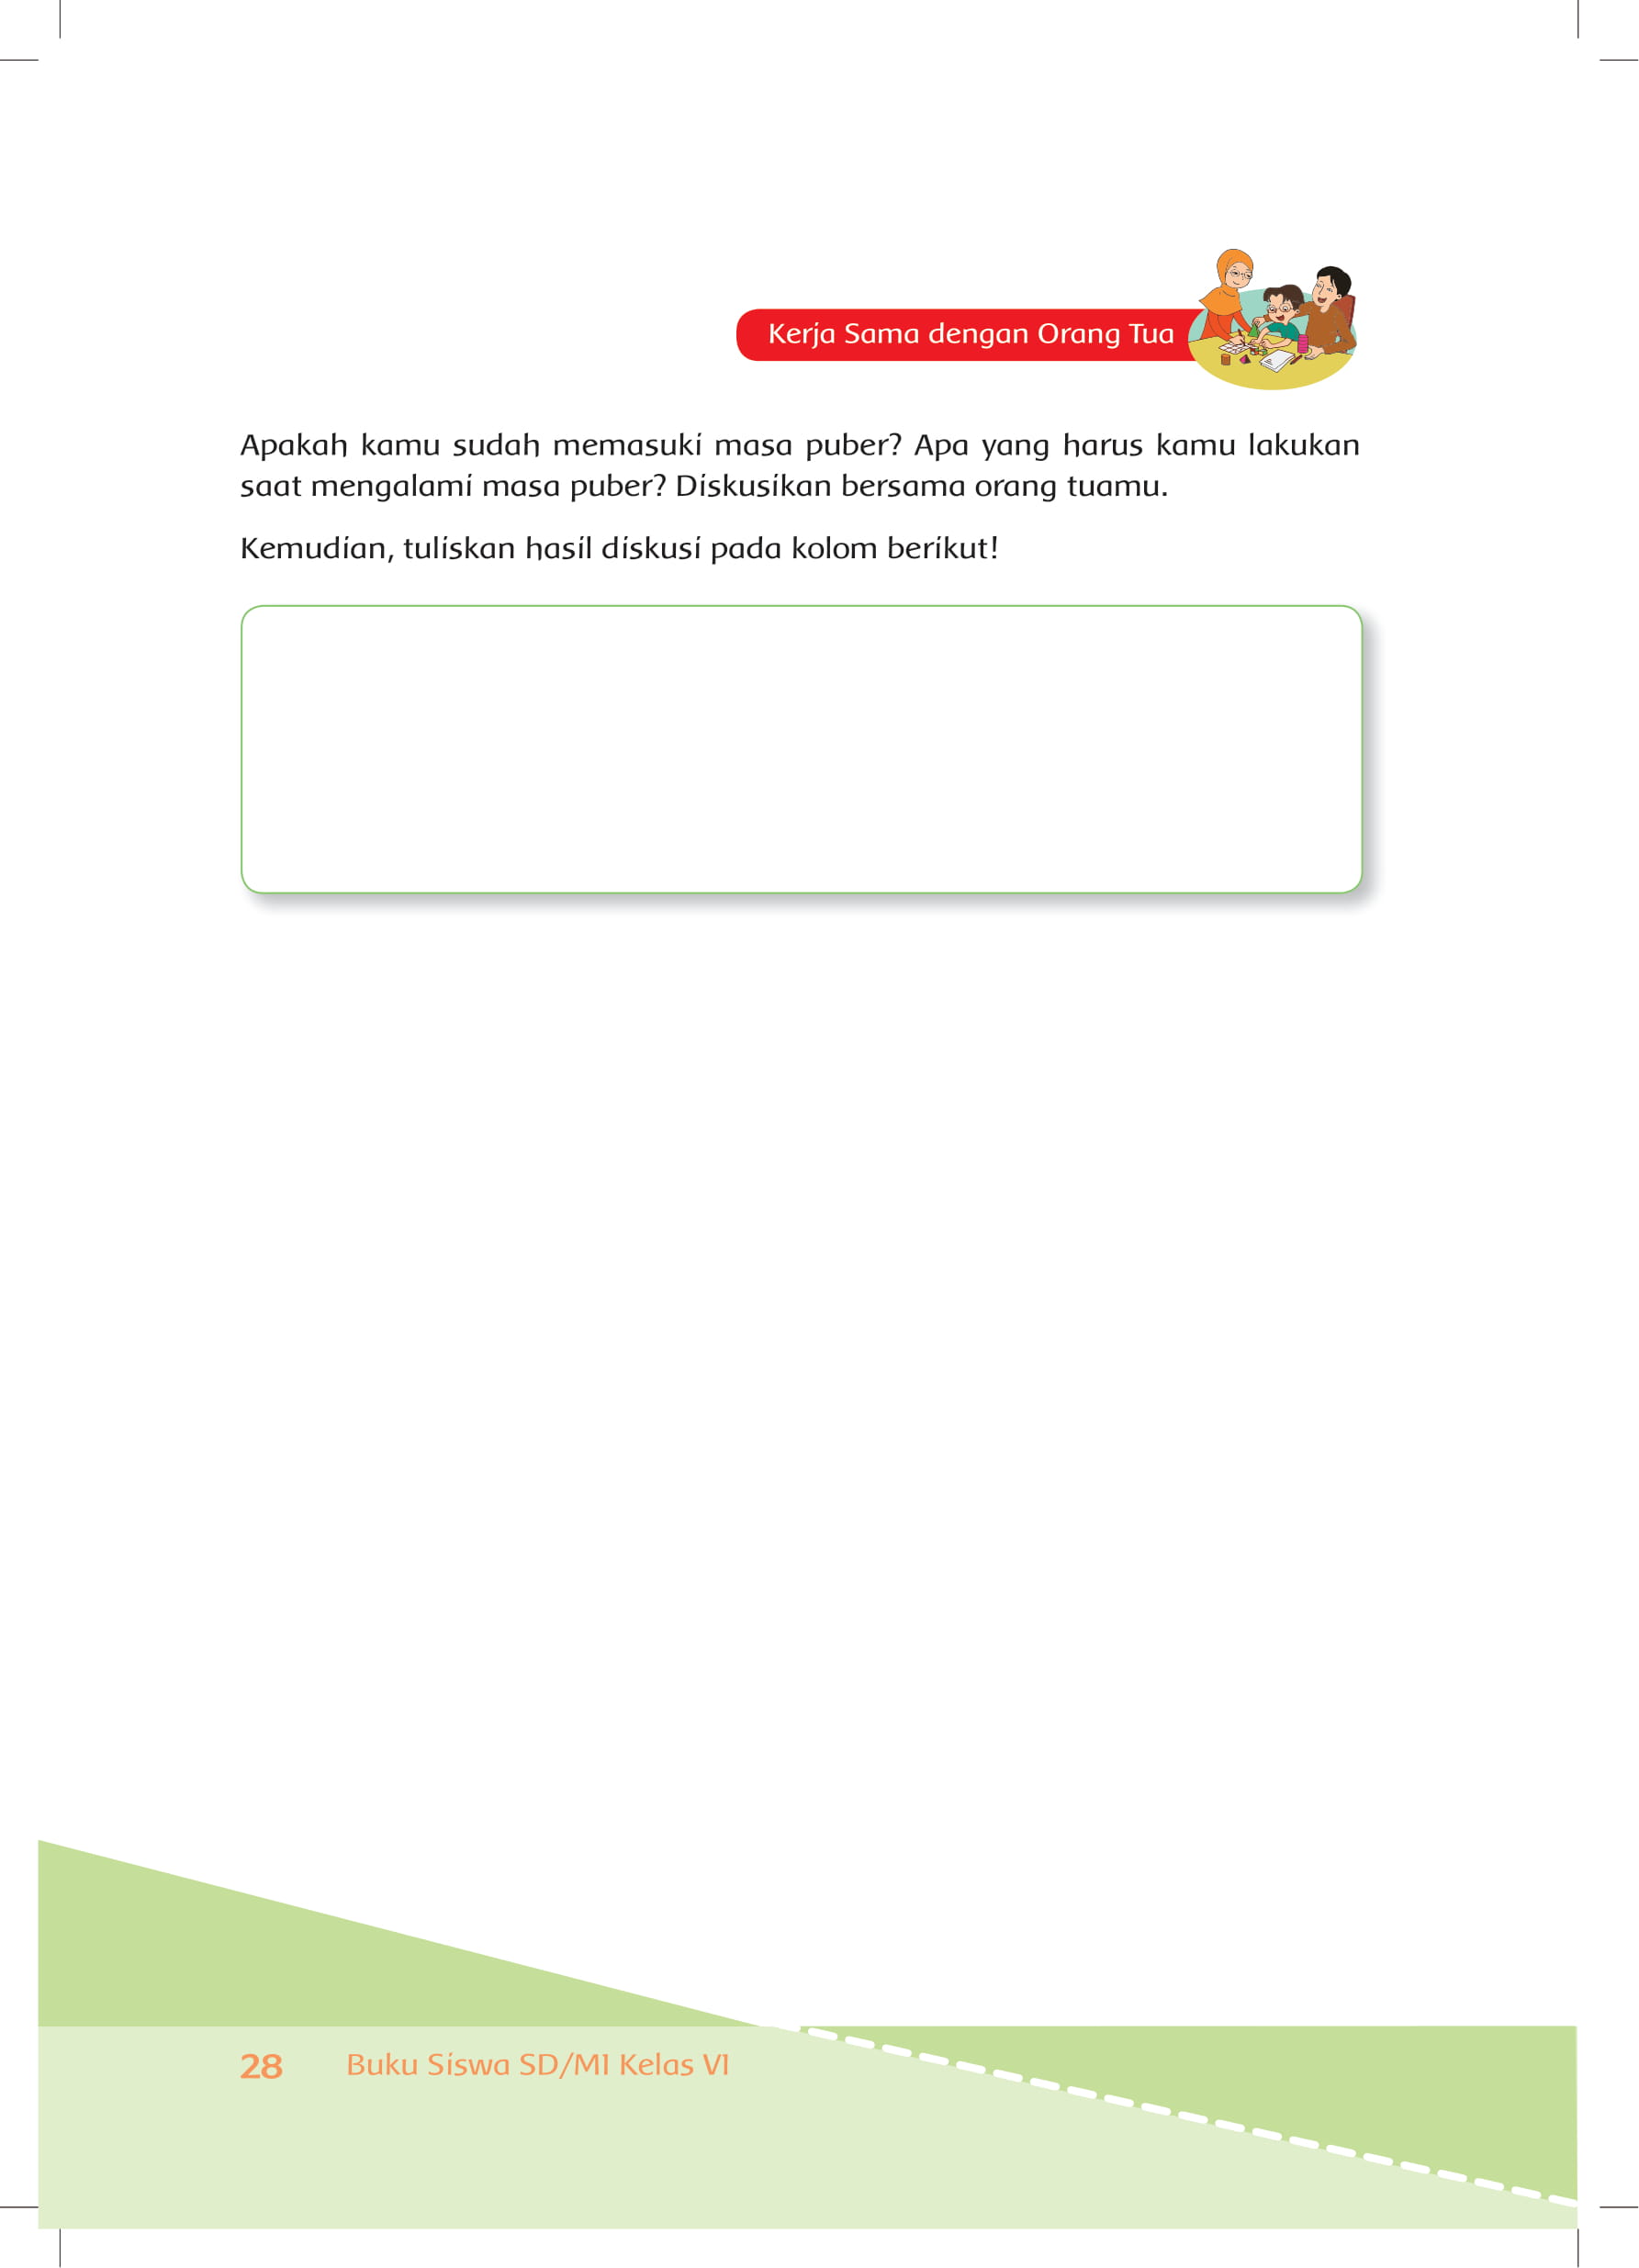 Kerja Sama dengan Orang Tua
Apakah kamu sudah memasuki masa puber? Apa yang harus kamu lakukan
saat mengalami masa puber? Diskusikan bersama orang tuamu.
Kemudian, tuliskan hasil diskusi pada kolom berikut!
28 Buku Siswa SD/MI Kelas VI